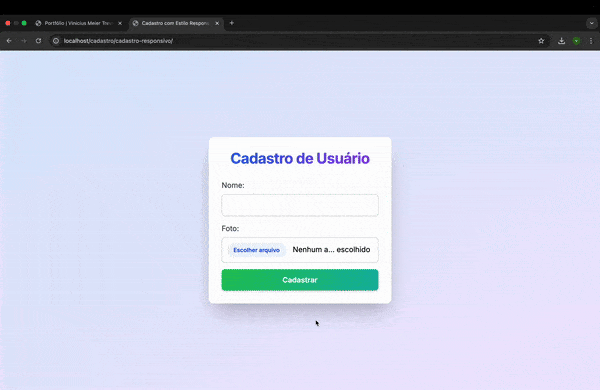 Portfólio | Vinicius Meier
Cadastro com Estilo Respons
localhost/cadastro/cadastro-responsivo/
Cadastro de Usuário
Nome:
Foto:
Escolher arquivo Nenhum a... escolhido
Cadastrar